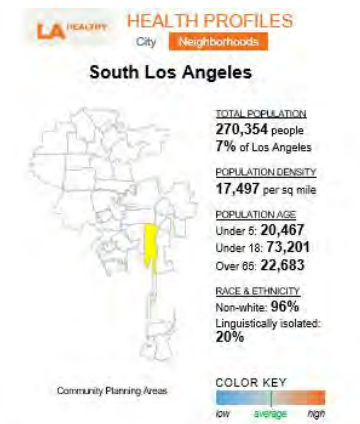 LA HEALTHY
HEALTH PROFILES
City Neighborhoods
South Los Angeles
TOTAL POPULATION
270,354 people
7% of Los Angeles
POPULATION DENSITY
17,497 per sq mile
POPULATION AGE
Under 5: 20,467
Under 18: 73,201
Over 65: 22,683
RACE & ETHNICITY
Non-white: 96%
Linguistically isolated:
20%
Community Planning Areas
COLOR KEY
low average high